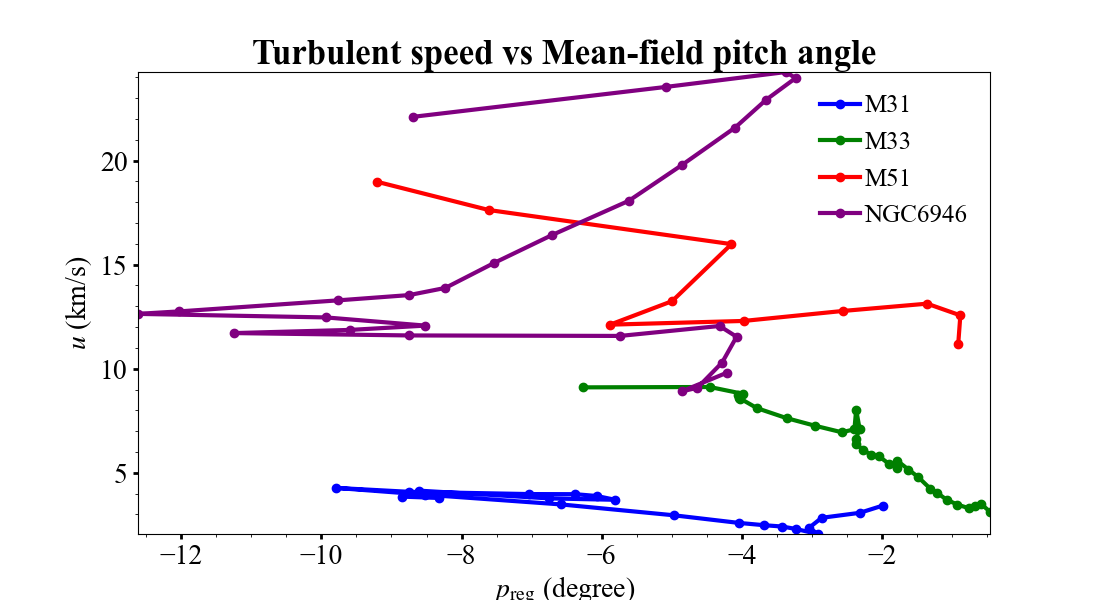 Turbulent speed vs Mean-field pitch angle
M31
M33
M51
NGC6946
20
15
10
5
u (km/s)
−12 −10 −8 −6 −4 −2
p_reg (degree)